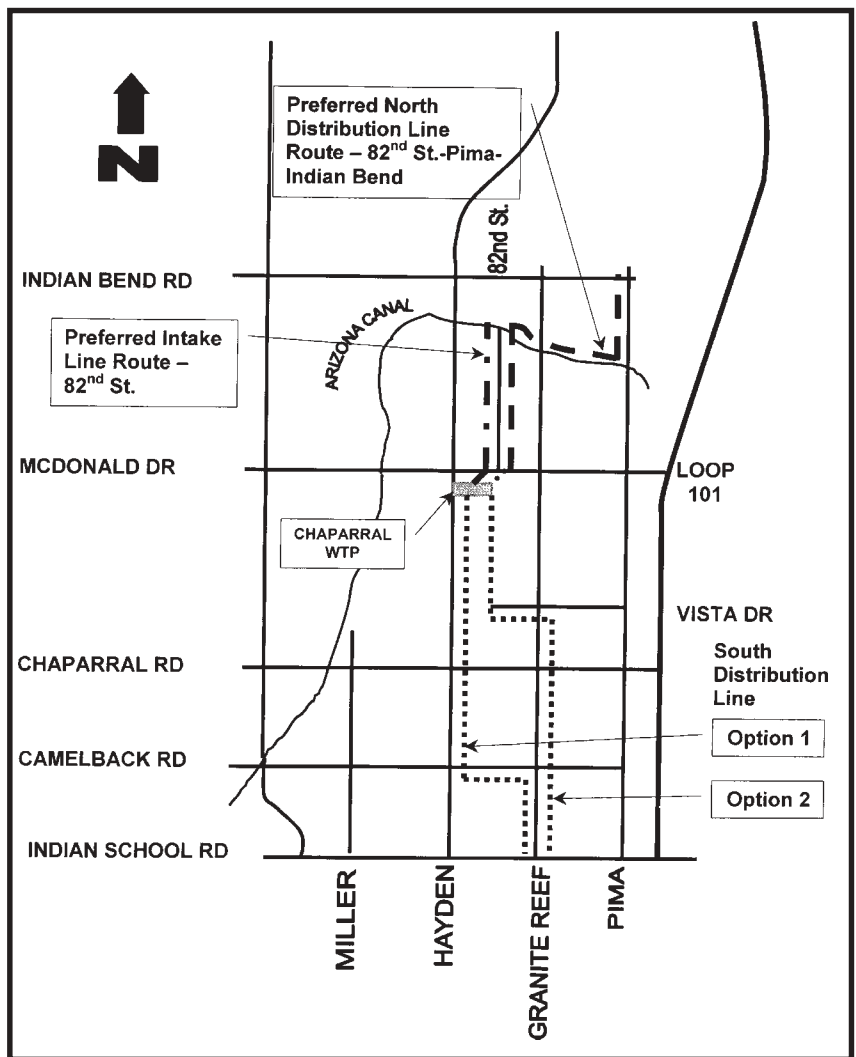 Preferred North
Distribution Line
Route – 82nd St.-Pima-
Indian Bend
N
82nd St.
INDIAN BEND RD
ARIZONA CANAL
Preferred Intake
Line Route –
82nd St.
MCDONALD DR
LOOP
101
CHAPARRAL
WTP
VISTA DR
CHAPARRAL RD
South
Distribution
Line
Option 1
CAMELBACK RD
Option 2
INDIAN SCHOOL RD
MILLER
HAYDEN
GRANITE REEF
PIMA